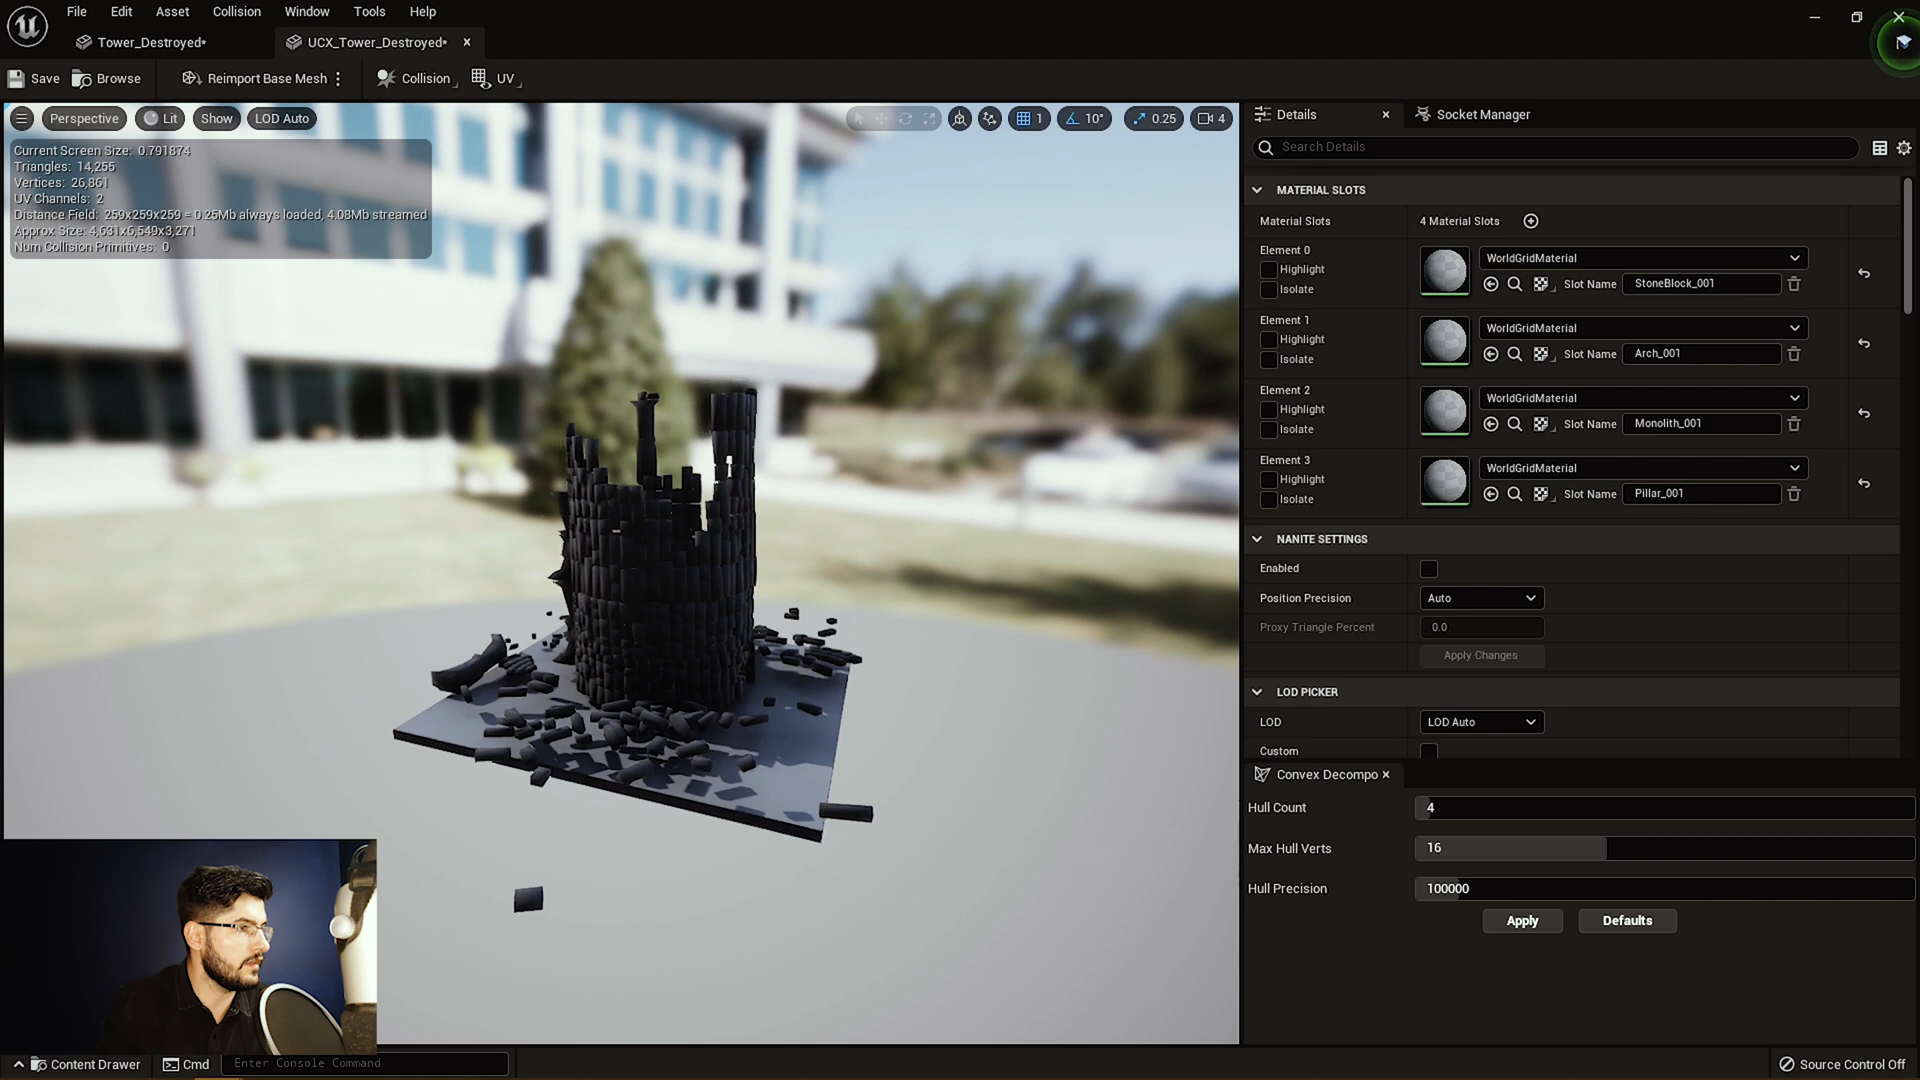 File Edit Asset Collision Window Tools Help
Tower_Destroyed* UCX_Tower_Destroyed*
Save Browse Reimport Base Mesh Collision UV
Perspective Lit Show LOD Auto 1 10° 0.25 4
Current Screen Size: 0.791874
Triangles: 14,255
Vertices: 26,861
UV Channels: 2
Distance Field: 259x259x259 = 0.25Mb always loaded, 4.08Mb streamed
Approx Size: 4,631x6,549x3,271
Num Collision Primitives: 0
Details Socket Manager
Search Details
MATERIAL SLOTS
Material Slots 4 Material Slots
Element 0
Highlight
Isolate
WorldGridMaterial
Slot Name StoneBlock_001
Element 1
Highlight
Isolate
WorldGridMaterial
Slot Name Arch_001
Element 2
Highlight
Isolate
WorldGridMaterial
Slot Name Monolith_001
Element 3
Highlight
Isolate
WorldGridMaterial
Slot Name Pillar_001
NANITE SETTINGS
Enabled
Position Precision Auto
Proxy Triangle Percent 0.0
Apply Changes
LOD PICKER
LOD LOD Auto
Custom
Convex Decompo
Hull Count 4
Max Hull Verts 16
Hull Precision 100000
Apply Defaults
Content Drawer Cmd Enter Console Command Source Control Off